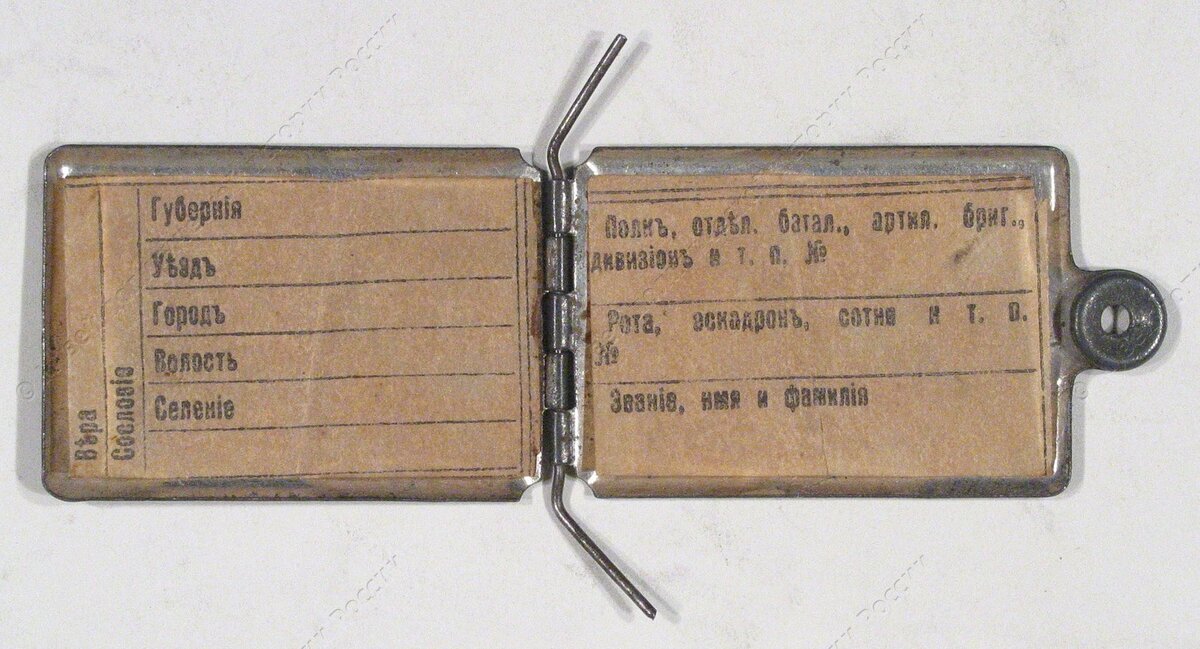 Вѣра
Сословіе
Губернія
Уѣздъ
Городъ
Волость
Селеніе
Полкъ, отдѣл. батал., артил. бриг.,
дивизіонъ и т. п. №
Рота, эскадронъ, сотня и т. п.
№
Званіе, имя и фамилія